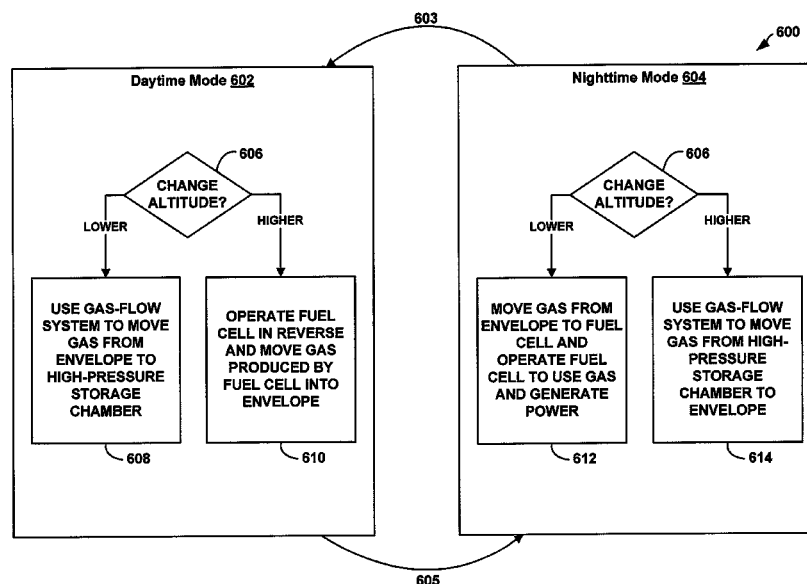 603
600
Daytime Mode 602
Nighttime Mode 604
606
CHANGE
ALTITUDE?
LOWER
HIGHER
USE GAS-FLOW
SYSTEM TO MOVE
GAS FROM
ENVELOPE TO
HIGH-PRESSURE
STORAGE
CHAMBER
608
OPERATE FUEL
CELL IN REVERSE
AND MOVE GAS
PRODUCED BY
FUEL CELL INTO
ENVELOPE
610
606
CHANGE
ALTITUDE?
LOWER
HIGHER
MOVE GAS FROM
ENVELOPE TO FUEL
CELL AND
OPERATE FUEL
CELL TO USE GAS
AND GENERATE
POWER
612
USE GAS-FLOW
SYSTEM TO MOVE
GAS FROM HIGH-
PRESSURE
STORAGE
CHAMBER TO
ENVELOPE
614
605